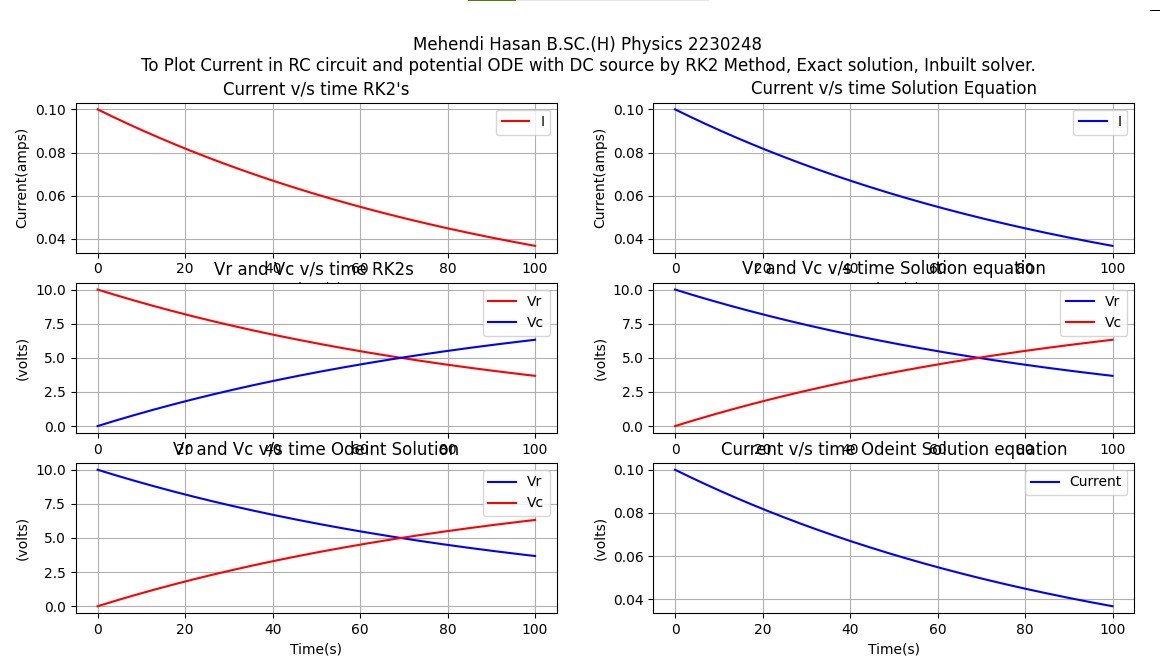 Mehendi Hasan B.SC.(H) Physics 2230248
To Plot Current in RC circuit and potential ODE with DC source by RK2 Method, Exact solution, Inbuilt solver.
Current v/s time RK2's
Current(amps)
0.10
0.08
0.06
0.04
I
0 20 40 60 80 100
Current v/s time Solution Equation
Current(amps)
0.10
0.08
0.06
0.04
I
0 20 40 60 80 100
Vr and Vc v/s time RK2s
(volts)
10.0
7.5
5.0
2.5
0.0
Vr
Vc
0 20 40 60 80 100
Vr and Vc v/s time Solution equation
(volts)
10.0
7.5
5.0
2.5
0.0
Vr
Vc
0 20 40 60 80 100
Vr and Vc v/s time Odeint Solution
(volts)
10.0
7.5
5.0
2.5
0.0
Vr
Vc
0 20 40 60 80 100
Time(s)
Current v/s time Odeint Solution equation
(volts)
0.10
0.08
0.06
0.04
Current
0 20 40 60 80 100
Time(s)